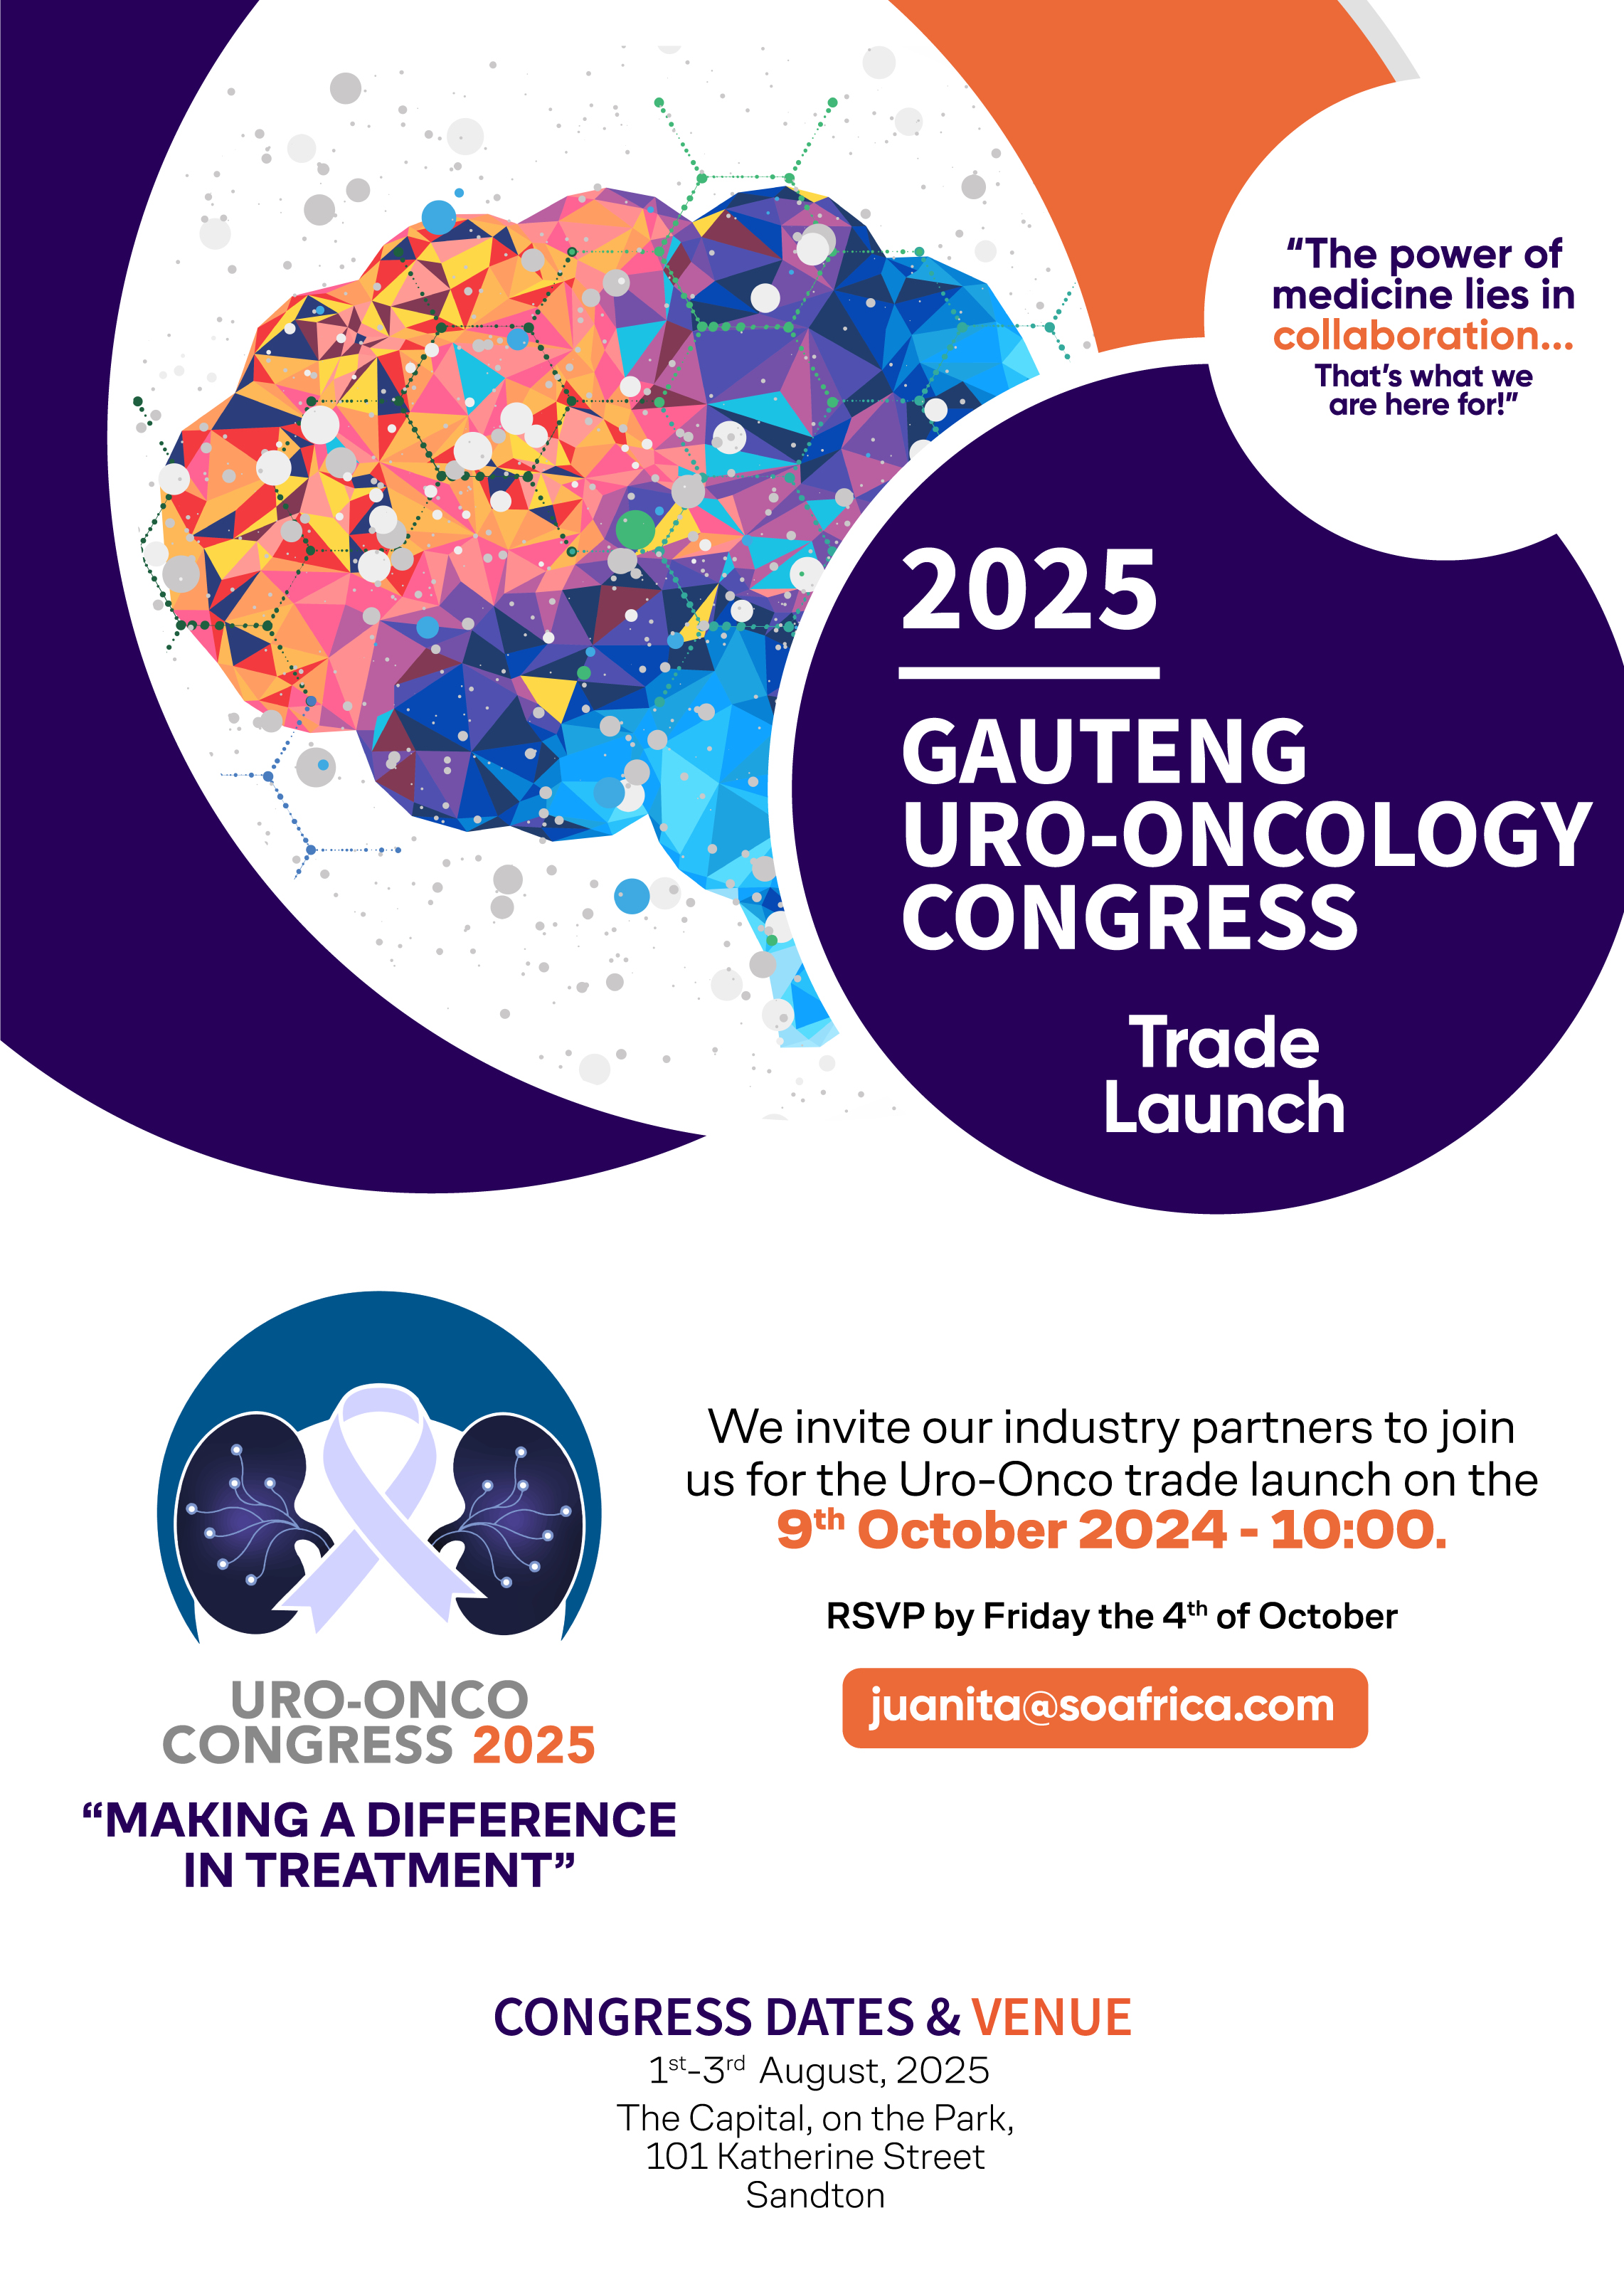 “The power of
medicine lies in
collaboration...
That’s what we
are here for!”
2025
GAUTENG
URO-ONCOLOGY
CONGRESS
Trade
Launch
We invite our industry partners to join
us for the Uro-Onco trade launch on the
9th October 2024 - 10:00.
RSVP by Friday the 4th of October
juanita@soafrica.com
URO-ONCO
CONGRESS 2025
“MAKING A DIFFERENCE
IN TREATMENT”
CONGRESS DATES & VENUE
1st-3rd August, 2025
The Capital, on the Park,
101 Katherine Street
Sandton